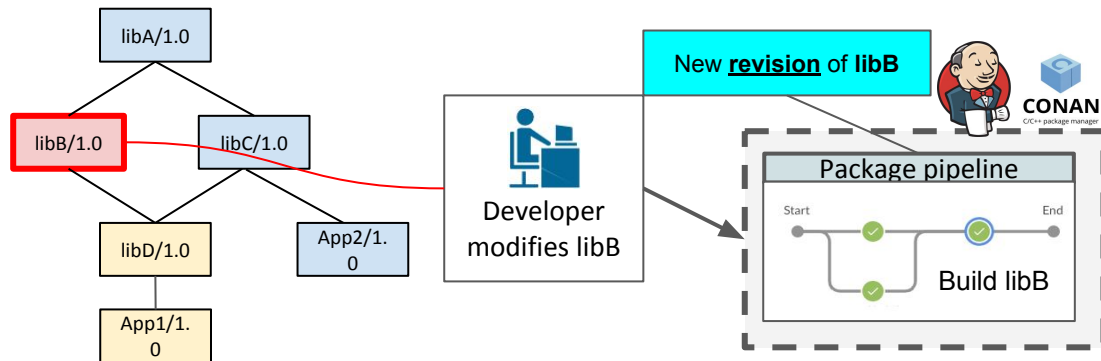 libA/1.0
libB/1.0
libC/1.0
libD/1.0
App2/1.
0
App1/1.
0
Developer
modifies libB
New revision of libB
CONAN
C/C++ package manager
Package pipeline
Start
End
Build libB